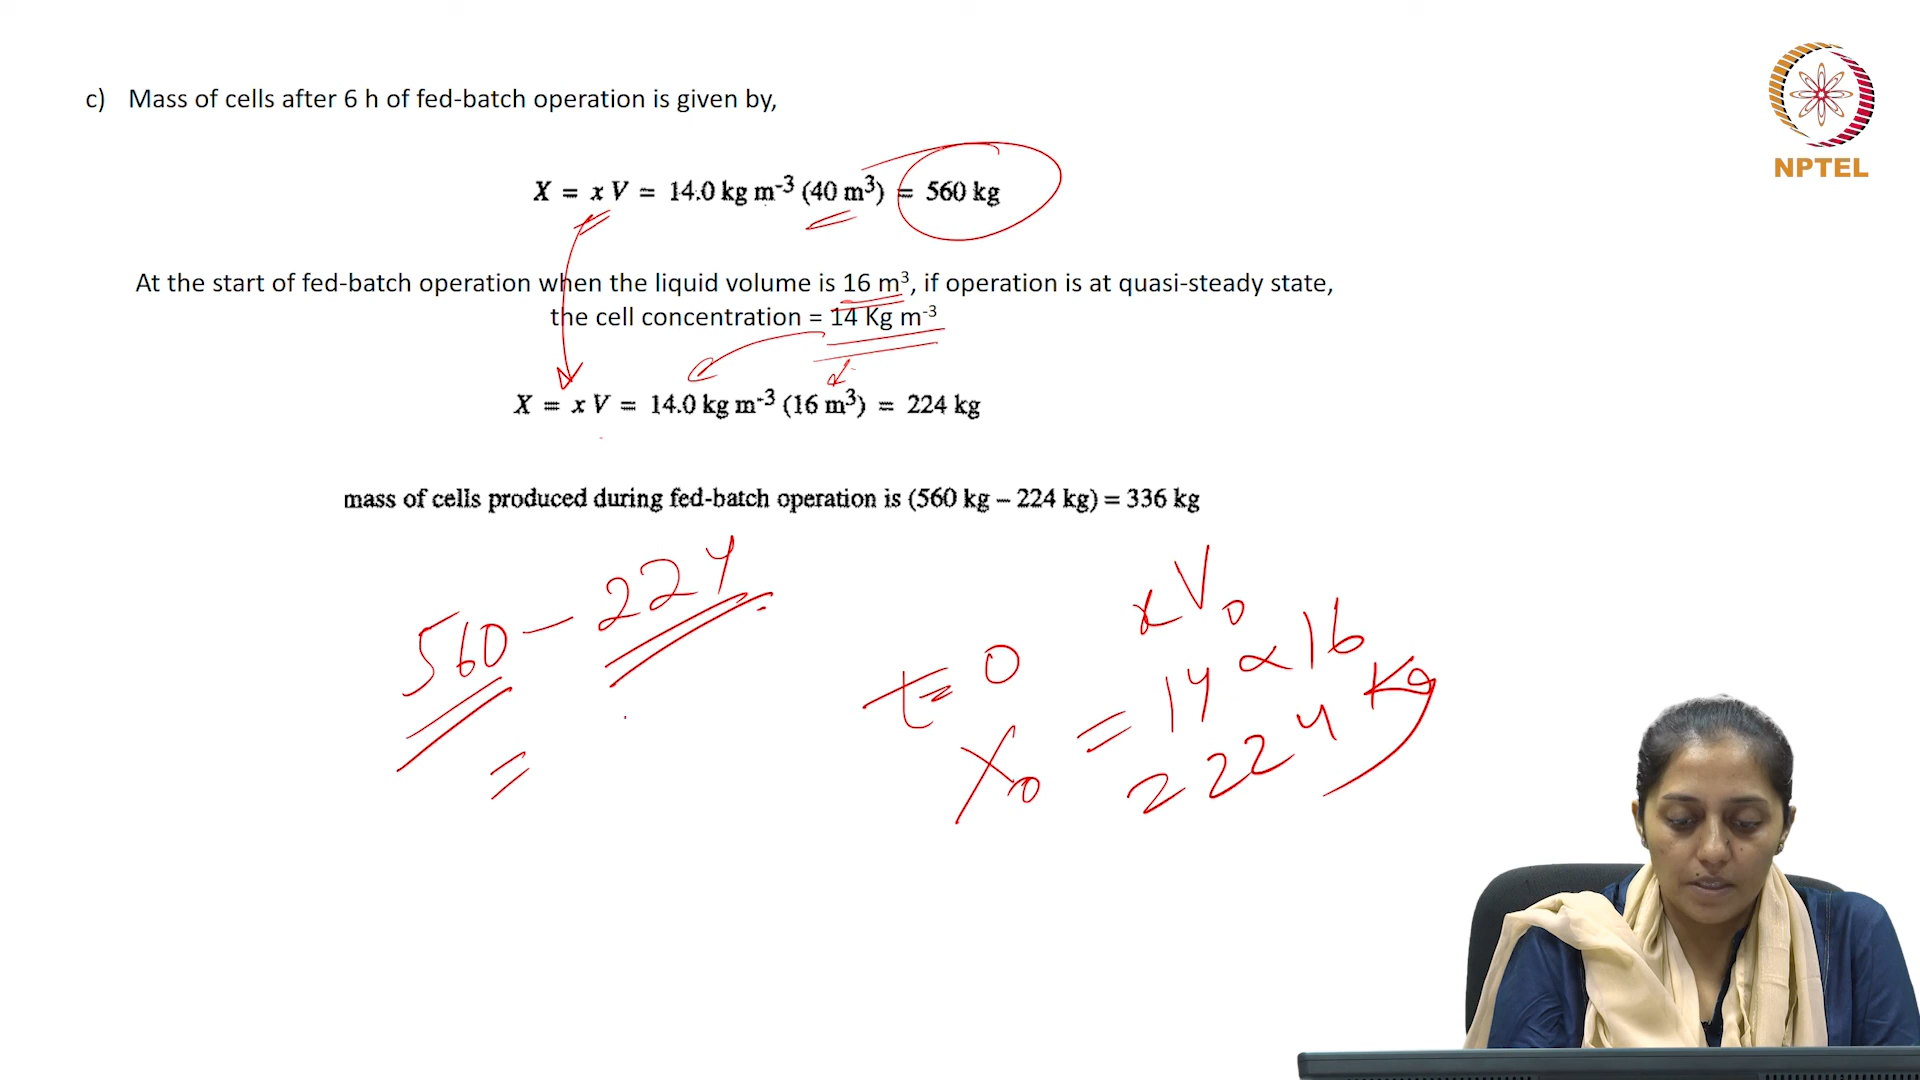 NPTEL
c) Mass of cells after 6 h of fed-batch operation is given by,
X = x V = 14.0 kg m⁻³ (40 m³) = 560 kg
At the start of fed-batch operation when the liquid volume is 16 m³, if operation is at quasi-steady state,
the cell concentration = 14 Kg m⁻³
X = x V = 14.0 kg m⁻³ (16 m³) = 224 kg
mass of cells produced during fed-batch operation is (560 kg – 224 kg) = 336 kg
560 – 224
=
t = 0
xV₀
X₀ = 14 × 16
224 Kg